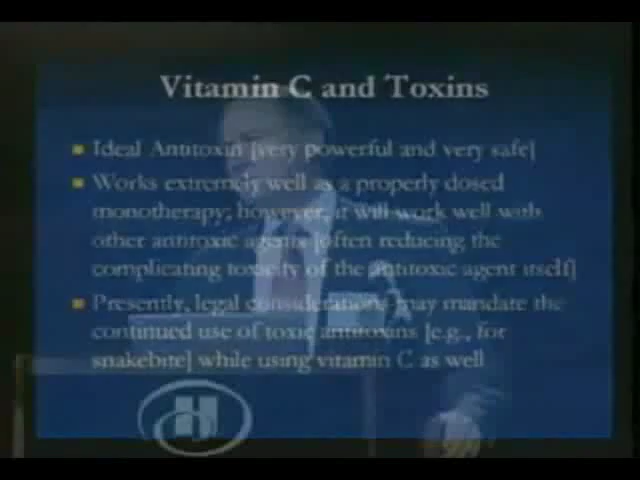 Vitamin C and Toxins
Ideal Antitoxin [very powerful and very safe]
Works extremely well as a properly dosed
monotherapy; however, it will work well with
other antitoxic agents [often reducing the
complicating toxicity of the antitoxic agent itself]
Presently, legal considerations may mandate the
continued use of toxic antitoxins [e.g., for
snakebite] while using vitamin C as well
H